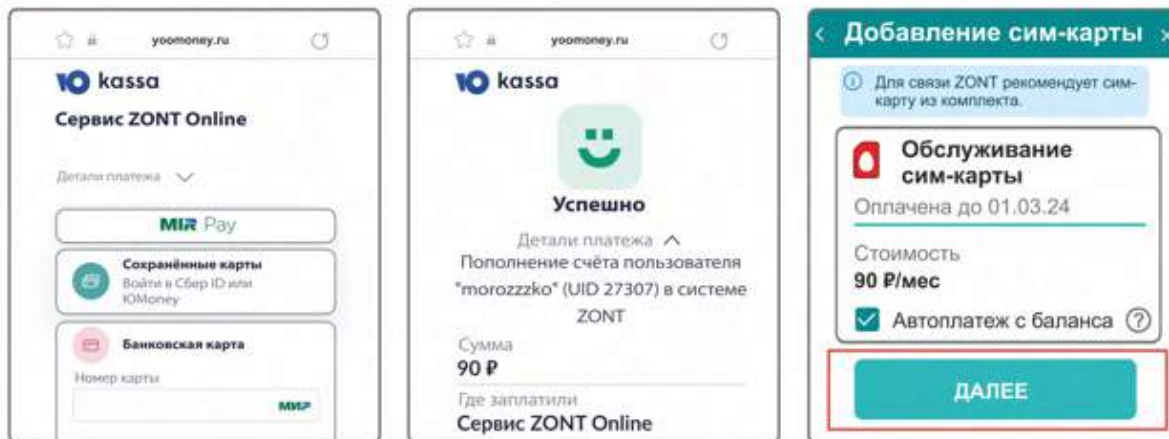 yoomoney.ru
Ю kassa
Сервис ZONT Online
Детали платежа
MIR Pay
Сохранённые карты
Войти в Сбер ID или
ЮMoney
Банковская карта
Номер карты
МИР
yoomoney.ru
Ю kassa
Успешно
Детали платежа
Пополнение счёта пользователя
"morozzzko" (UID 27307) в системе
ZONT
Сумма
90 ₽
Где заплатили
Сервис ZONT Online
‹ Добавление сим-карты ×
Для связи ZONT рекомендует сим-
карту из комплекта.
Обслуживание
сим-карты
Оплачена до 01.03.24
Стоимость
90 ₽/мес
Автоплатеж с баланса ?
ДАЛЕЕ